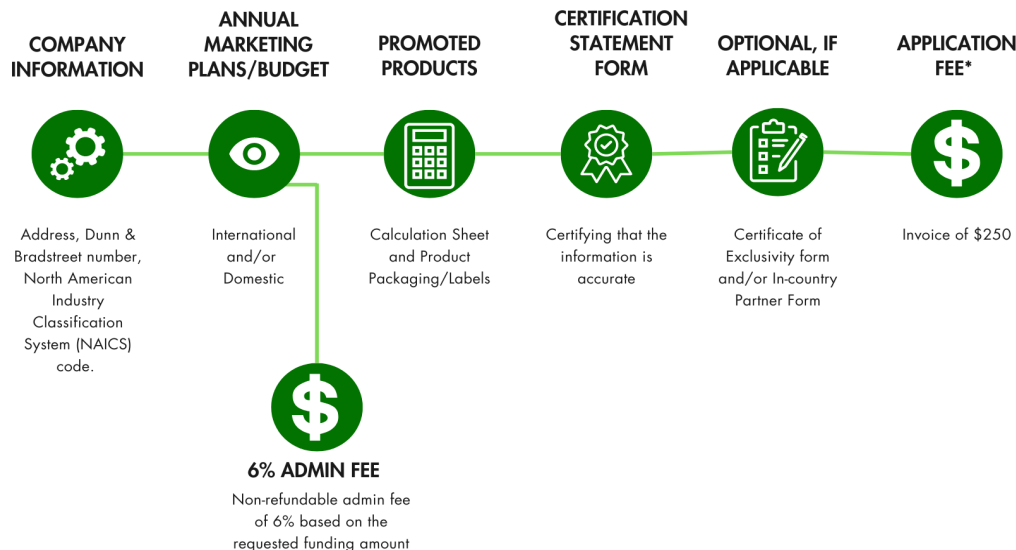 COMPANY
INFORMATION
Address, Dunn &
Bradstreet number,
North American
Industry
Classification
System (NAICS)
code.
ANNUAL
MARKETING
PLANS/BUDGET
International
and/or
Domestic
6% ADMIN FEE
Non-refundable admin fee
of 6% based on the
requested funding amount
PROMOTED
PRODUCTS
Calculation Sheet
and Product
Packaging/Labels
CERTIFICATION
STATEMENT
FORM
Certifying that the
information is
accurate
OPTIONAL, IF
APPLICABLE
Certificate of
Exclusivity form
and/or In-country
Partner Form
APPLICATION
FEE*
$
Invoice of $250
$